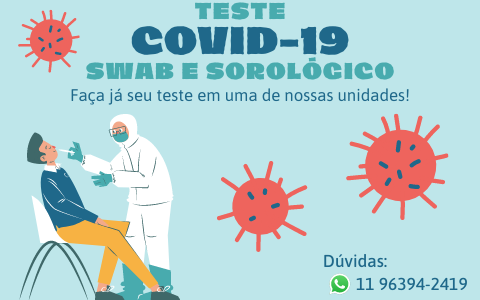 TESTE
COVID-19
SWAB E SOROLÓGICO
Faça já seu teste em uma de nossas unidades!
Dúvidas:
11 96394-2419